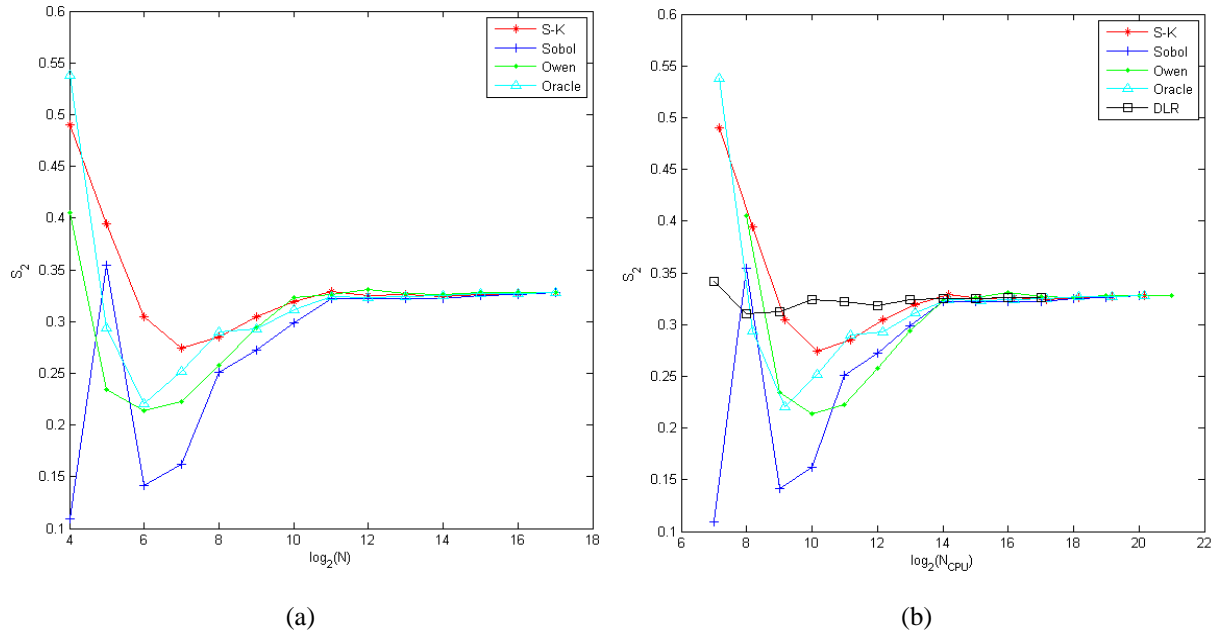 0.6
0.55
0.5
0.45
0.4
0.35
0.3
0.25
0.2
0.15
0.1
S2
4
6
8
10
12
14
16
18
log2(N)
S-K
Sobol
Owen
Oracle
(a)
0.6
0.55
0.5
0.45
0.4
0.35
0.3
0.25
0.2
0.15
0.1
S2
6
8
10
12
14
16
18
20
22
log2(NCPU)
S-K
Sobol
Owen
Oracle
DLR
(b)